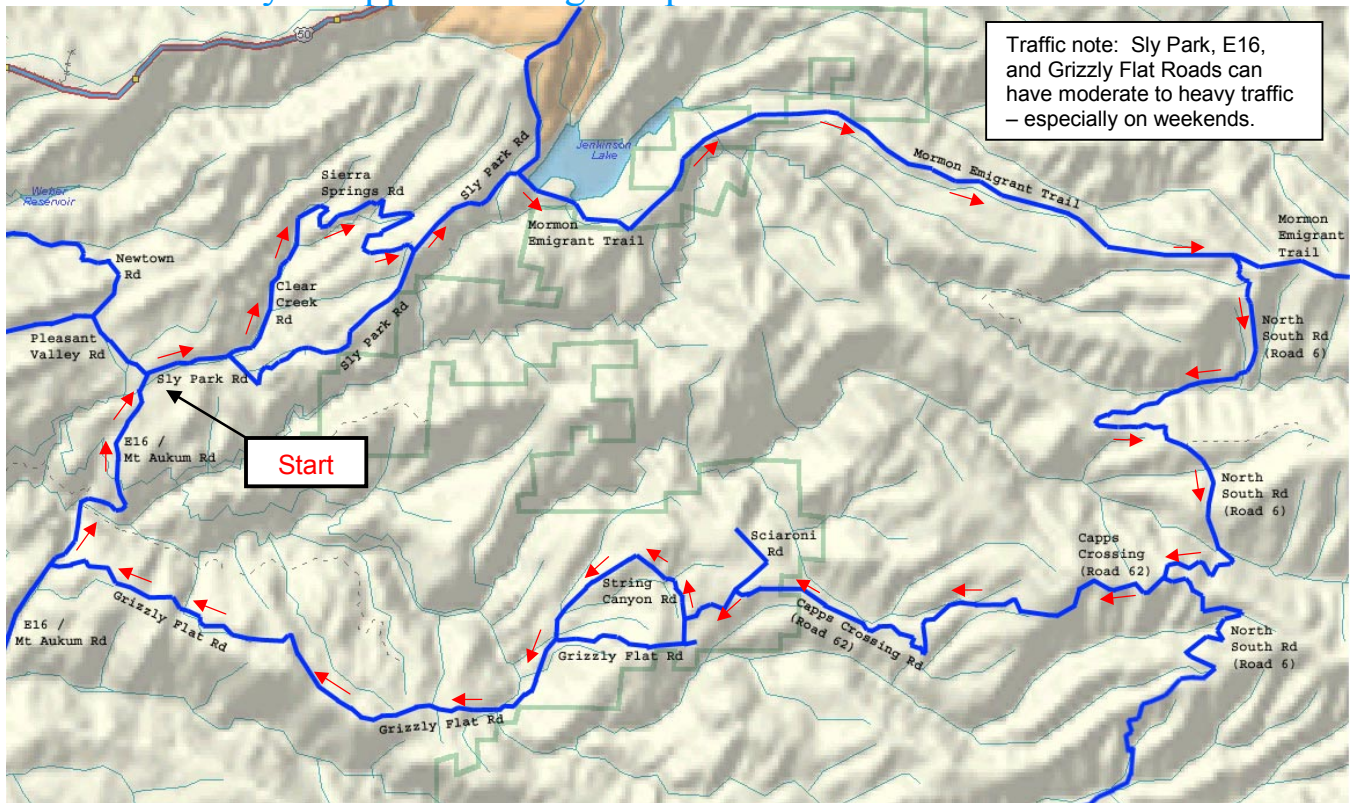 50
Traffic note: Sly Park, E16,
and Grizzly Flat Roads can
have moderate to heavy traffic
– especially on weekends.
Jenkinson
Lake
Sly Park Rd
Sierra
Springs Rd
Weber
Reservoir
Mormon Emigrant Trail
Mormon
Emigrant Trail
Mormon
Emigrant
Trail
Newtown
Rd
Clear
Creek
Rd
Sly Park Rd
Pleasant
Valley Rd
Sly Park Rd
North
South Rd
(Road 6)
E16 /
Mt Aukum Rd
Start
North
South Rd
(Road 6)
Sciaroni
Rd
Capps
Crossing
(Road 62)
String
Canyon Rd
Capps Crossing Rd
(Road 62)
Grizzly Flat Rd
E16 /
Mt Aukum Rd
Grizzly Flat Rd
North
South Rd
(Road 6)
Grizzly Flat Rd